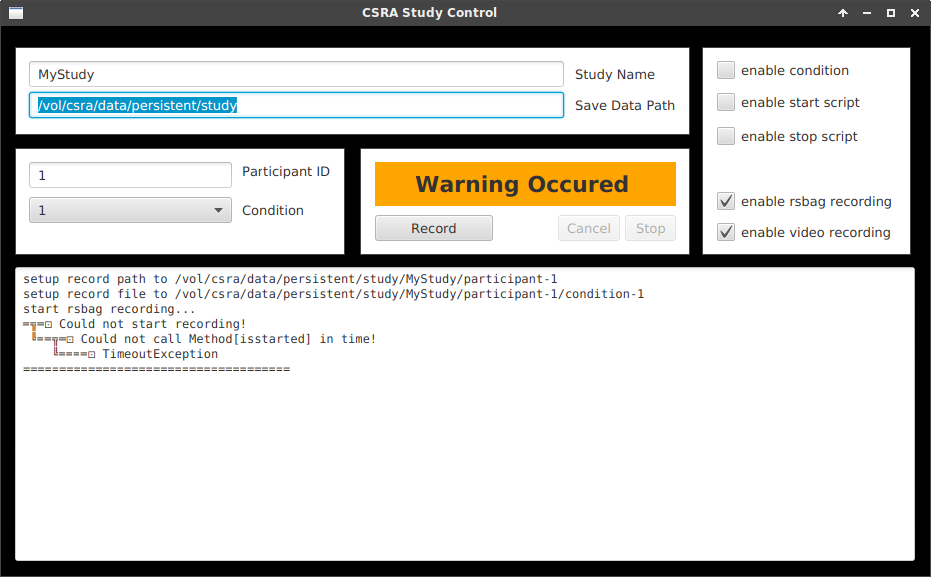 CSRA Study Control
MyStudy
Study Name
/vol/csra/data/persistent/study
Save Data Path
enable condition
enable start script
enable stop script
enable rsbag recording
enable video recording
1
Participant ID
1
Condition
Warning Occured
Record
Cancel
Stop
setup record path to /vol/csra/data/persistent/study/MyStudy/participant-1
setup record file to /vol/csra/data/persistent/study/MyStudy/participant-1/condition-1
start rsbag recording...
═╦═⊡ Could not start recording!
╚══╦═⊡ Could not call Method[isstarted] in time!
╚════⊡ TimeoutException
=====================================